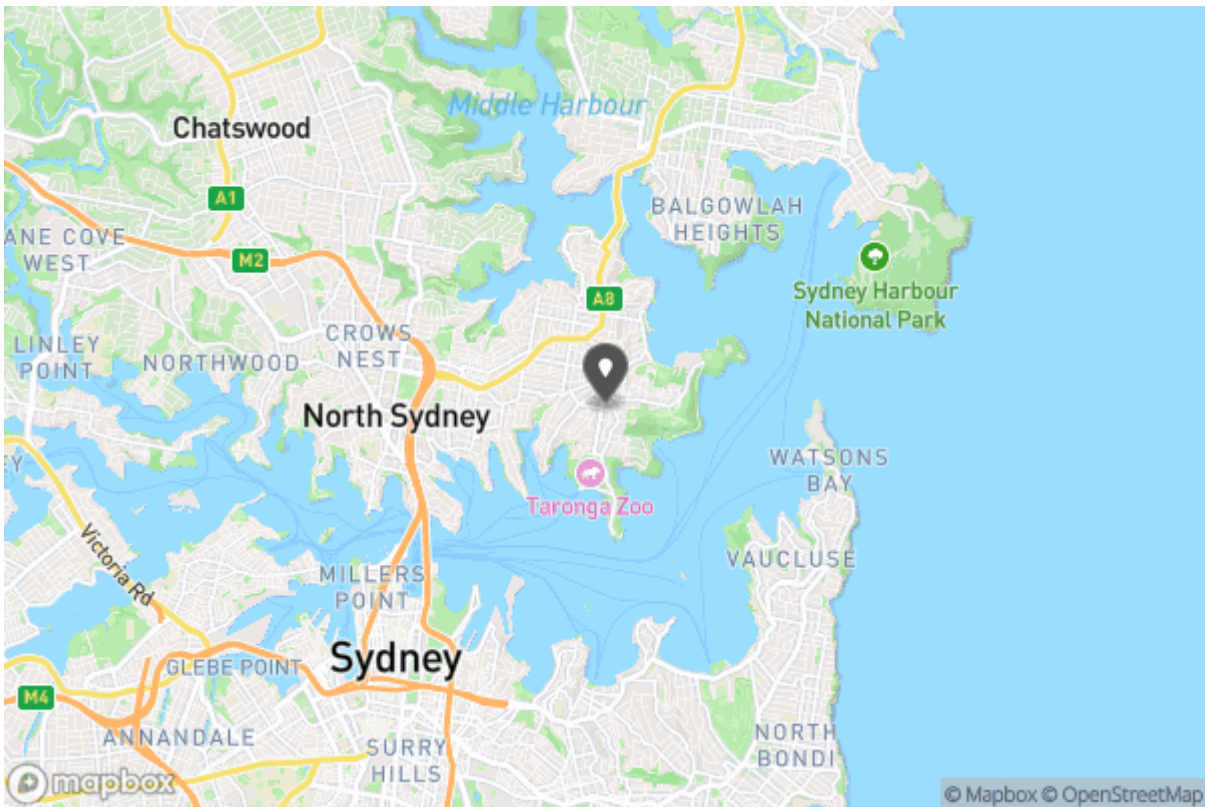 Middle Harbour
Chatswood
A1
BALGOWLAH
HEIGHTS
ANE COVE
WEST
M2
Sydney Harbour
National Park
A8
CROWS
NEST
LINLEY
POINT
NORTHWOOD
North Sydney
WATSONS
BAY
EY
Taronga Zoo
Victoria Rd
VAUCLUSE
MILLERS
POINT
Sydney
GLEBE POINT
M4
ANNANDALE
SURRY
HILLS
NORTH
BONDI
mapbox
© Mapbox © OpenStreetMap